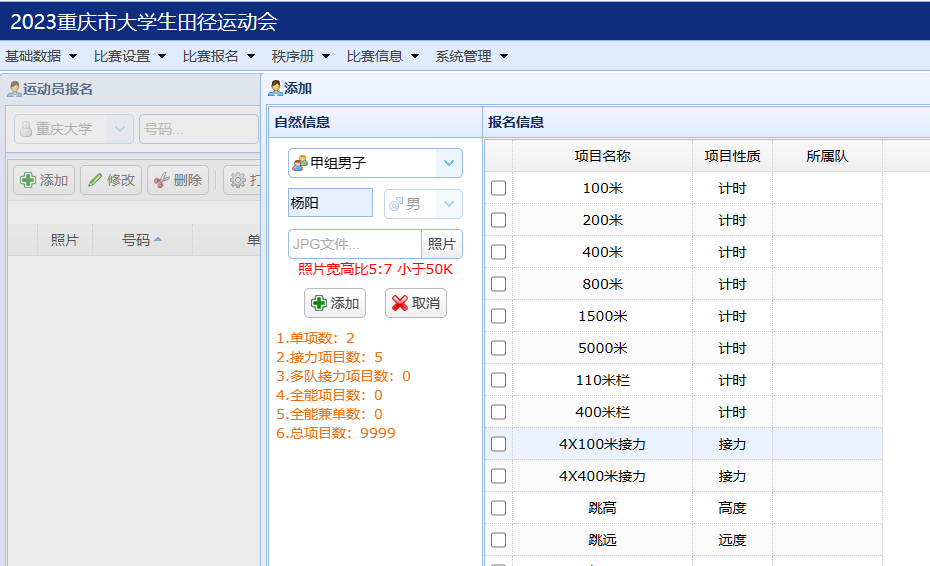 2023重庆市大学生田径运动会
基础数据 比赛设置 比赛报名 秩序册 比赛信息 系统管理
运动员报名
重庆大学 号码...
添加 修改 删除 打
照片 号码 单
添加
自然信息
甲组男子
杨阳 男
JPG文件... 照片
照片宽高比5:7 小于50K
添加 取消
1.单项数：2
2.接力项目数：5
3.多队接力项目数：0
4.全能项目数：0
5.全能兼单数：0
6.总项目数：9999
报名信息
项目名称 项目性质 所属队
100米 计时
200米 计时
400米 计时
800米 计时
1500米 计时
5000米 计时
110米栏 计时
400米栏 计时
4X100米接力 接力
4X400米接力 接力
跳高 高度
跳远 远度